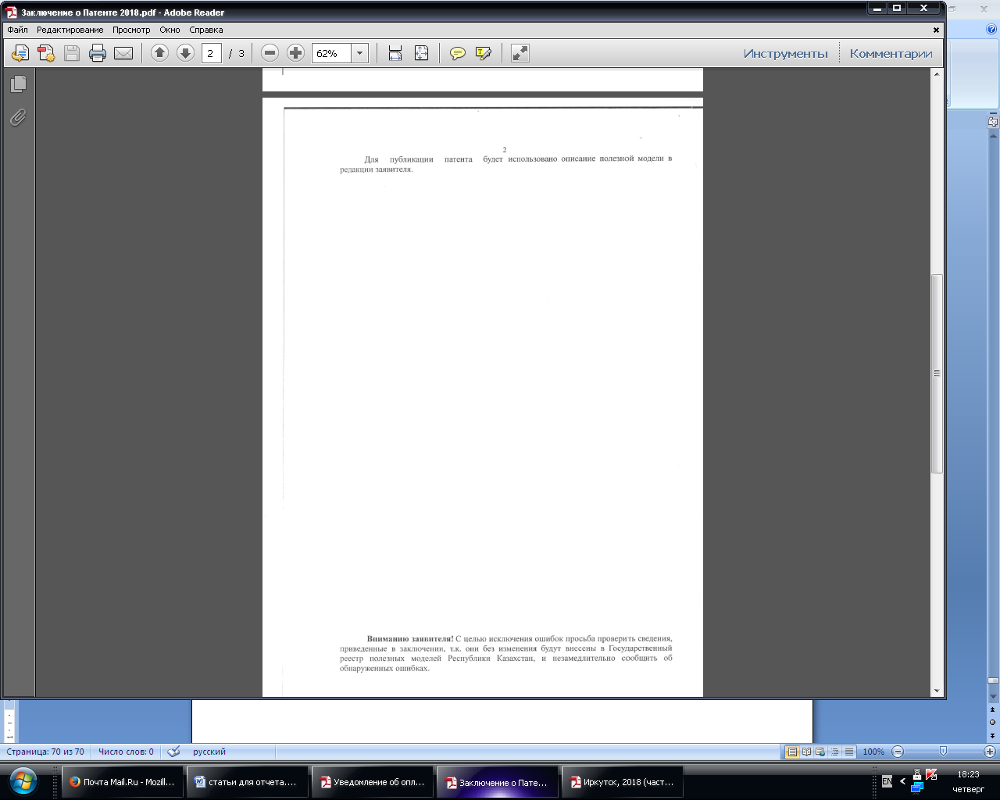 Заключение о Патенте 2018.pdf - Adobe Reader
Файл Редактирование Просмотр Окно Справка
2 / 3 62% Инструменты Комментарии
2
Для публикации патента будет использовано описание полезной модели в
редакции заявителя.
Вниманию заявителя! С целью исключения ошибок просьба проверить сведения,
приведенные в заключении, т.к. они без изменения будут внесены в Государственный
реестр полезных моделей Республики Казахстан, и незамедлительно сообщить об
обнаруженных ошибках.
Страница: 70 из 70 Число слов: 0 русский 100%
Почта Mail.Ru - Mozill... статьи для отчета.... Уведомление об опл... Заключение о Пате... Иркутск, 2018 (част... EN 18:23
четверг